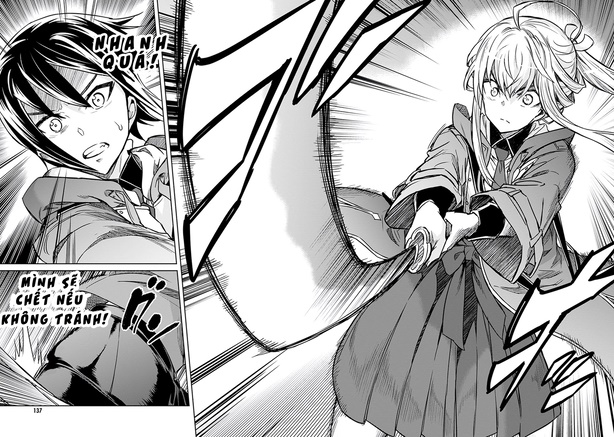 NHANH
QUÁ!
MÌNH SẼ
CHẾT NẾU
KHÔNG TRÁNH!
137